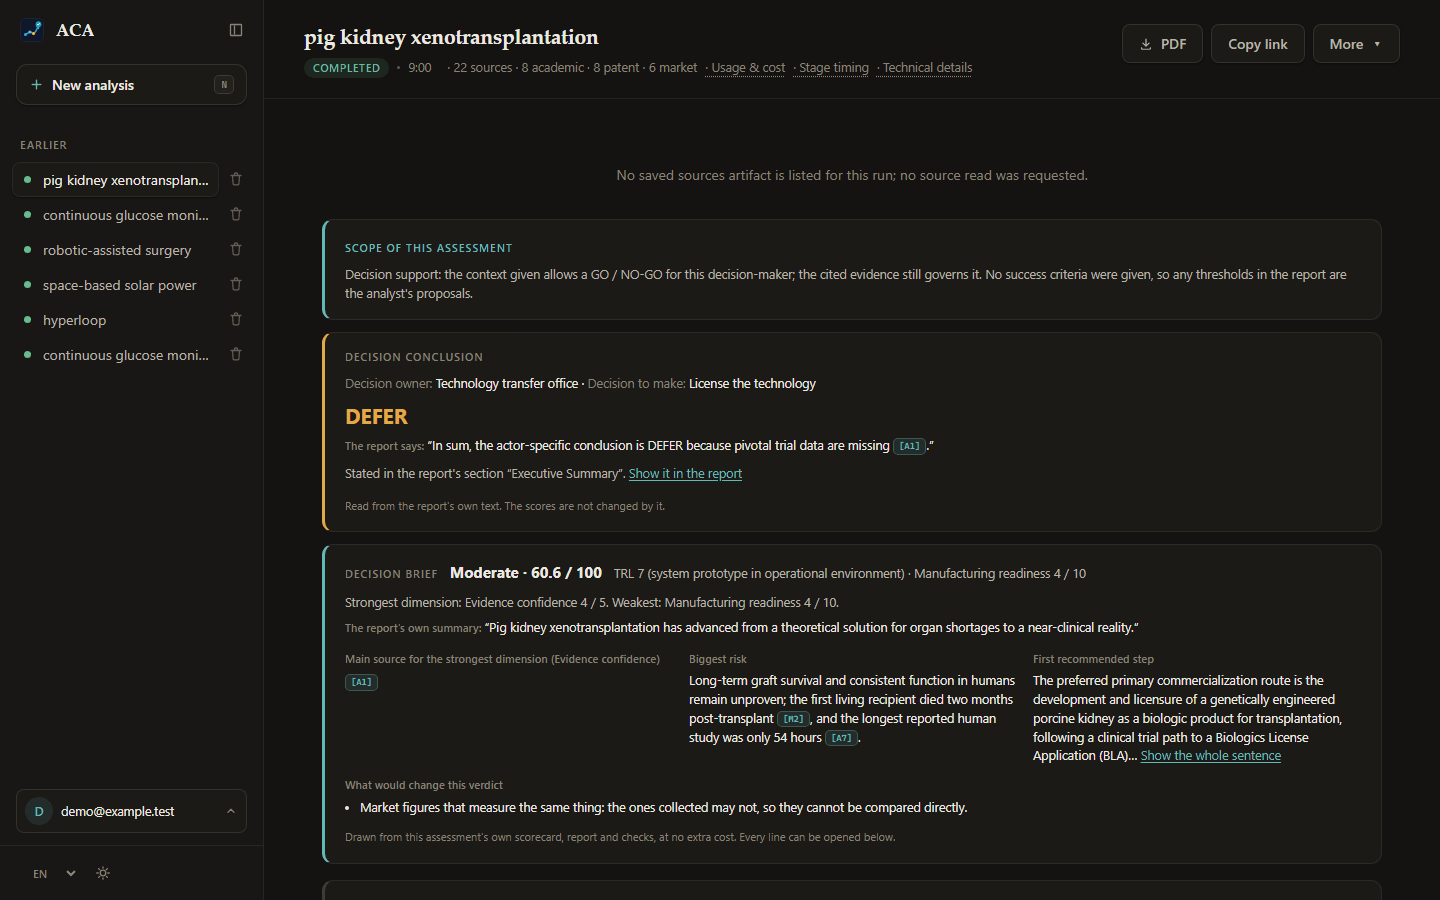 ACA
New analysis N
EARLIER
pig kidney xenotransplan...
continuous glucose moni...
robotic-assisted surgery
space-based solar power
hyperloop
continuous glucose moni...
D demo@example.test
EN
pig kidney xenotransplantation
COMPLETED • 9:00 · 22 sources · 8 academic · 8 patent · 6 market · Usage & cost · Stage timing · Technical details
PDF
Copy link
More
No saved sources artifact is listed for this run; no source read was requested.
SCOPE OF THIS ASSESSMENT
Decision support: the context given allows a GO / NO-GO for this decision-maker; the cited evidence still governs it. No success criteria were given, so any thresholds in the report are
the analyst's proposals.
DECISION CONCLUSION
Decision owner: Technology transfer office · Decision to make: License the technology
DEFER
The report says: “In sum, the actor-specific conclusion is DEFER because pivotal trial data are missing [A1].”
Stated in the report's section “Executive Summary”. Show it in the report
Read from the report's own text. The scores are not changed by it.
DECISION BRIEF Moderate · 60.6 / 100 TRL 7 (system prototype in operational environment) · Manufacturing readiness 4 / 10
Strongest dimension: Evidence confidence 4 / 5. Weakest: Manufacturing readiness 4 / 10.
The report's own summary: “Pig kidney xenotransplantation has advanced from a theoretical solution for organ shortages to a near-clinical reality.”
Main source for the strongest dimension (Evidence confidence)
[A1]
Biggest risk
Long-term graft survival and consistent function in humans
remain unproven; the first living recipient died two months
post-transplant [M2], and the longest reported human
study was only 54 hours [A7].
First recommended step
The preferred primary commercialization route is the
development and licensure of a genetically engineered
porcine kidney as a biologic product for transplantation,
following a clinical trial path to a Biologics License
Application (BLA)... Show the whole sentence
What would change this verdict
• Market figures that measure the same thing: the ones collected may not, so they cannot be compared directly.
Drawn from this assessment's own scorecard, report and checks, at no extra cost. Every line can be opened below.